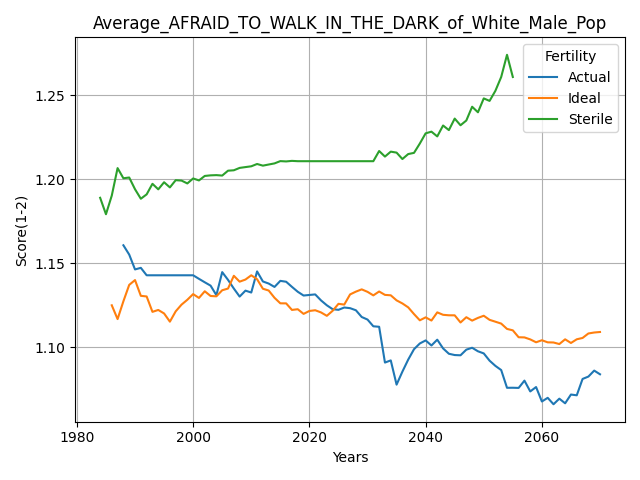 Average_AFRAID_TO_WALK_IN_THE_DARK_of_White_Male_Pop
Fertility
Actual
Ideal
Sterile
Score(1-2)
1.25
1.20
1.15
1.10
1980 2000 2020 2040 2060
Years